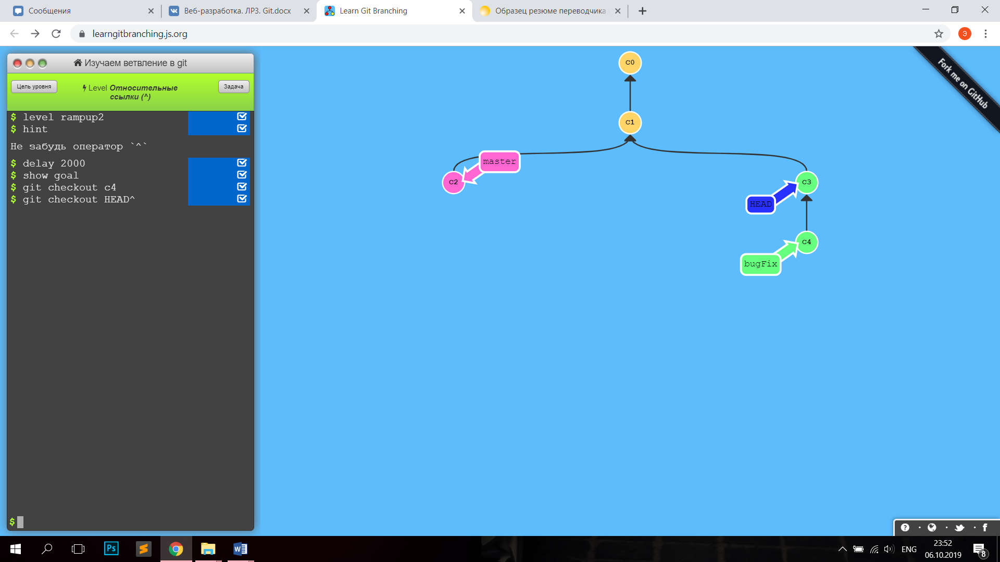 Сообщения
Веб-разработка. ЛР3. Git.docx
Learn Git Branching
Образец резюме переводчика
learngitbranching.js.org
Э
Изучаем ветвление в git
Цель уровня
Level Относительные
ссылки (^)
Задача
$ level rampup2
$ hint
Не забудь оператор `^`
$ delay 2000
$ show goal
$ git checkout c4
$ git checkout HEAD^
$
c0
c1
master
c2
c3
HEAD
c4
bugFix
Fork me on GitHub
Ps
W
ENG
23:52
06.10.2019
8